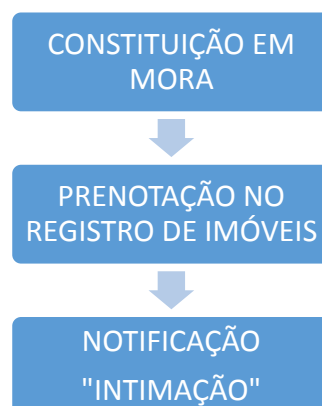 CONSTITUIÇÃO EM
MORA
PRENOTAÇÃO NO
REGISTRO DE IMÓVEIS
NOTIFICAÇÃO
"INTIMAÇÃO"